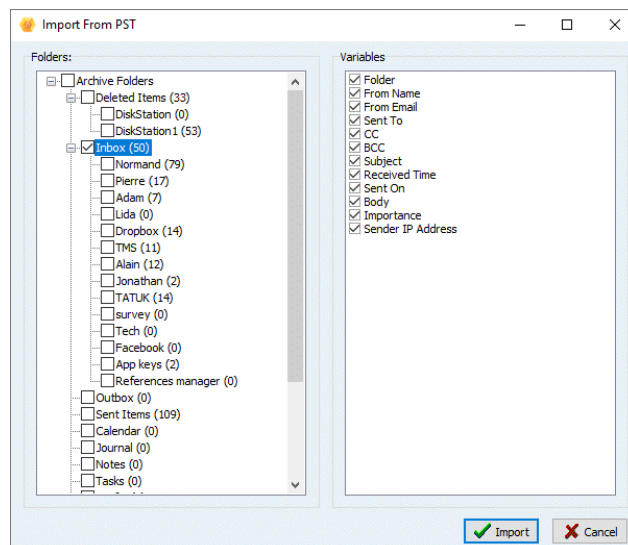 Import From PST
Folders:
Archive Folders
Deleted Items (33)
DiskStation (0)
DiskStation1 (53)
Inbox (50)
Normand (79)
Pierre (17)
Adam (7)
Lida (0)
Dropbox (14)
TMS (11)
Alain (12)
Jonathan (2)
TATUK (14)
survey (0)
Tech (0)
Facebook (0)
App keys (2)
References manager (0)
Outbox (0)
Sent Items (109)
Calendar (0)
Journal (0)
Notes (0)
Tasks (0)
Variables
Folder
From Name
From Email
Sent To
CC
BCC
Subject
Received Time
Sent On
Body
Importance
Sender IP Address
Import
Cancel